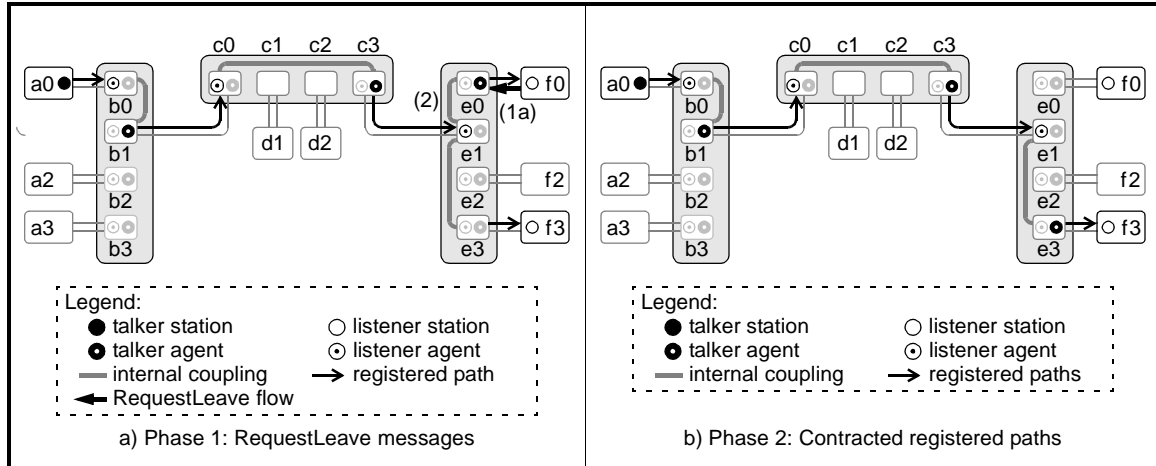 c0 c1 c2 c3
a0 b0 (2) e0 (1a) f0
b1 d1 d2 e1
a2 b2 e2 f2
a3 b3 e3 f3
Legend:
talker station listener station
talker agent listener agent
internal coupling registered path
RequestLeave flow
a) Phase 1: RequestLeave messages
c0 c1 c2 c3
a0 b0 e0 f0
b1 d1 d2 e1
a2 b2 e2 f2
a3 b3 e3 f3
Legend:
talker station listener station
talker agent listener agent
internal coupling registered paths
b) Phase 2: Contracted registered paths